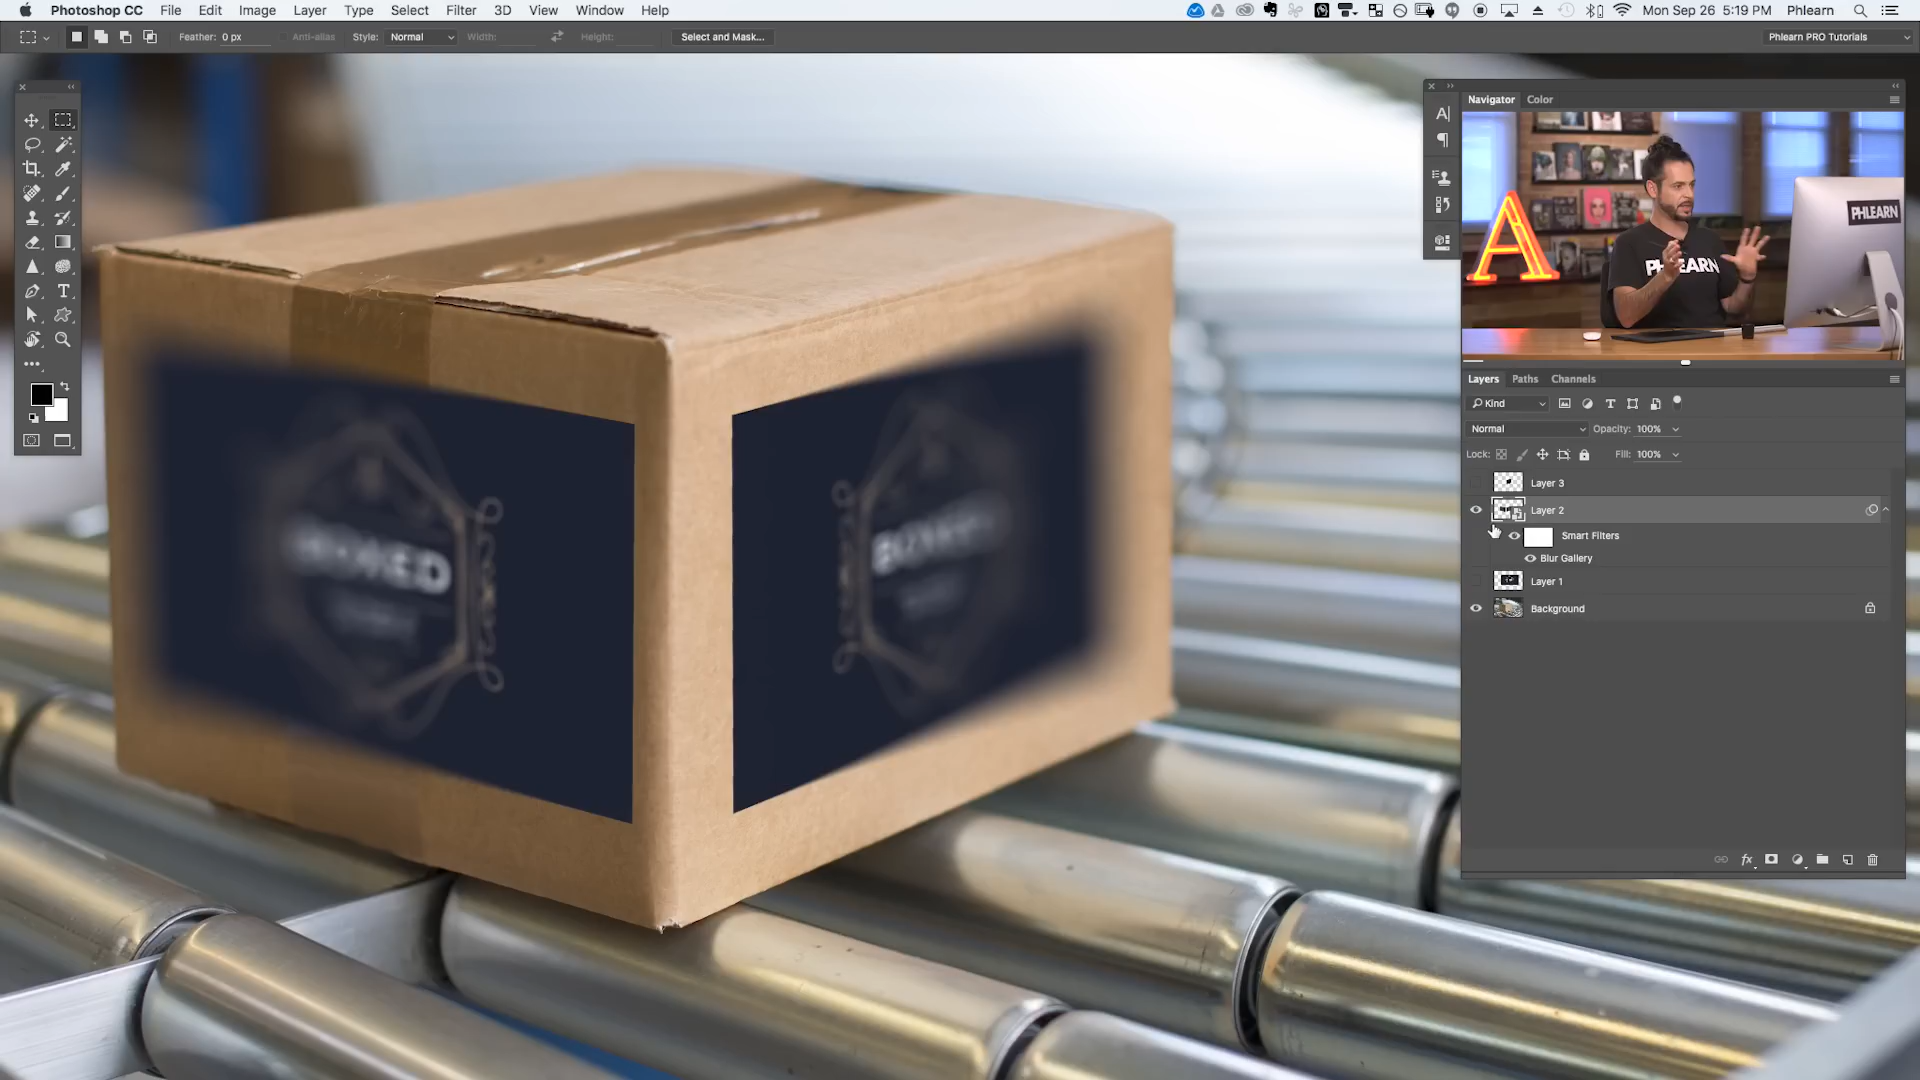 Photoshop CC File Edit Image Layer Type Select Filter 3D View Window Help Mon Sep 26 5:19 PM Phlearn
Feather: 0 px Anti-alias Style: Normal Width: Height: Select and Mask... Phlearn PRO Tutorials
Navigator Color
PHLEARN
A
PHLEARN
BOXED
Layers Paths Channels
Kind
Normal Opacity: 100%
Lock: Fill: 100%
Layer 3
Layer 2
Smart Filters
Blur Gallery
Layer 1
Background
fx